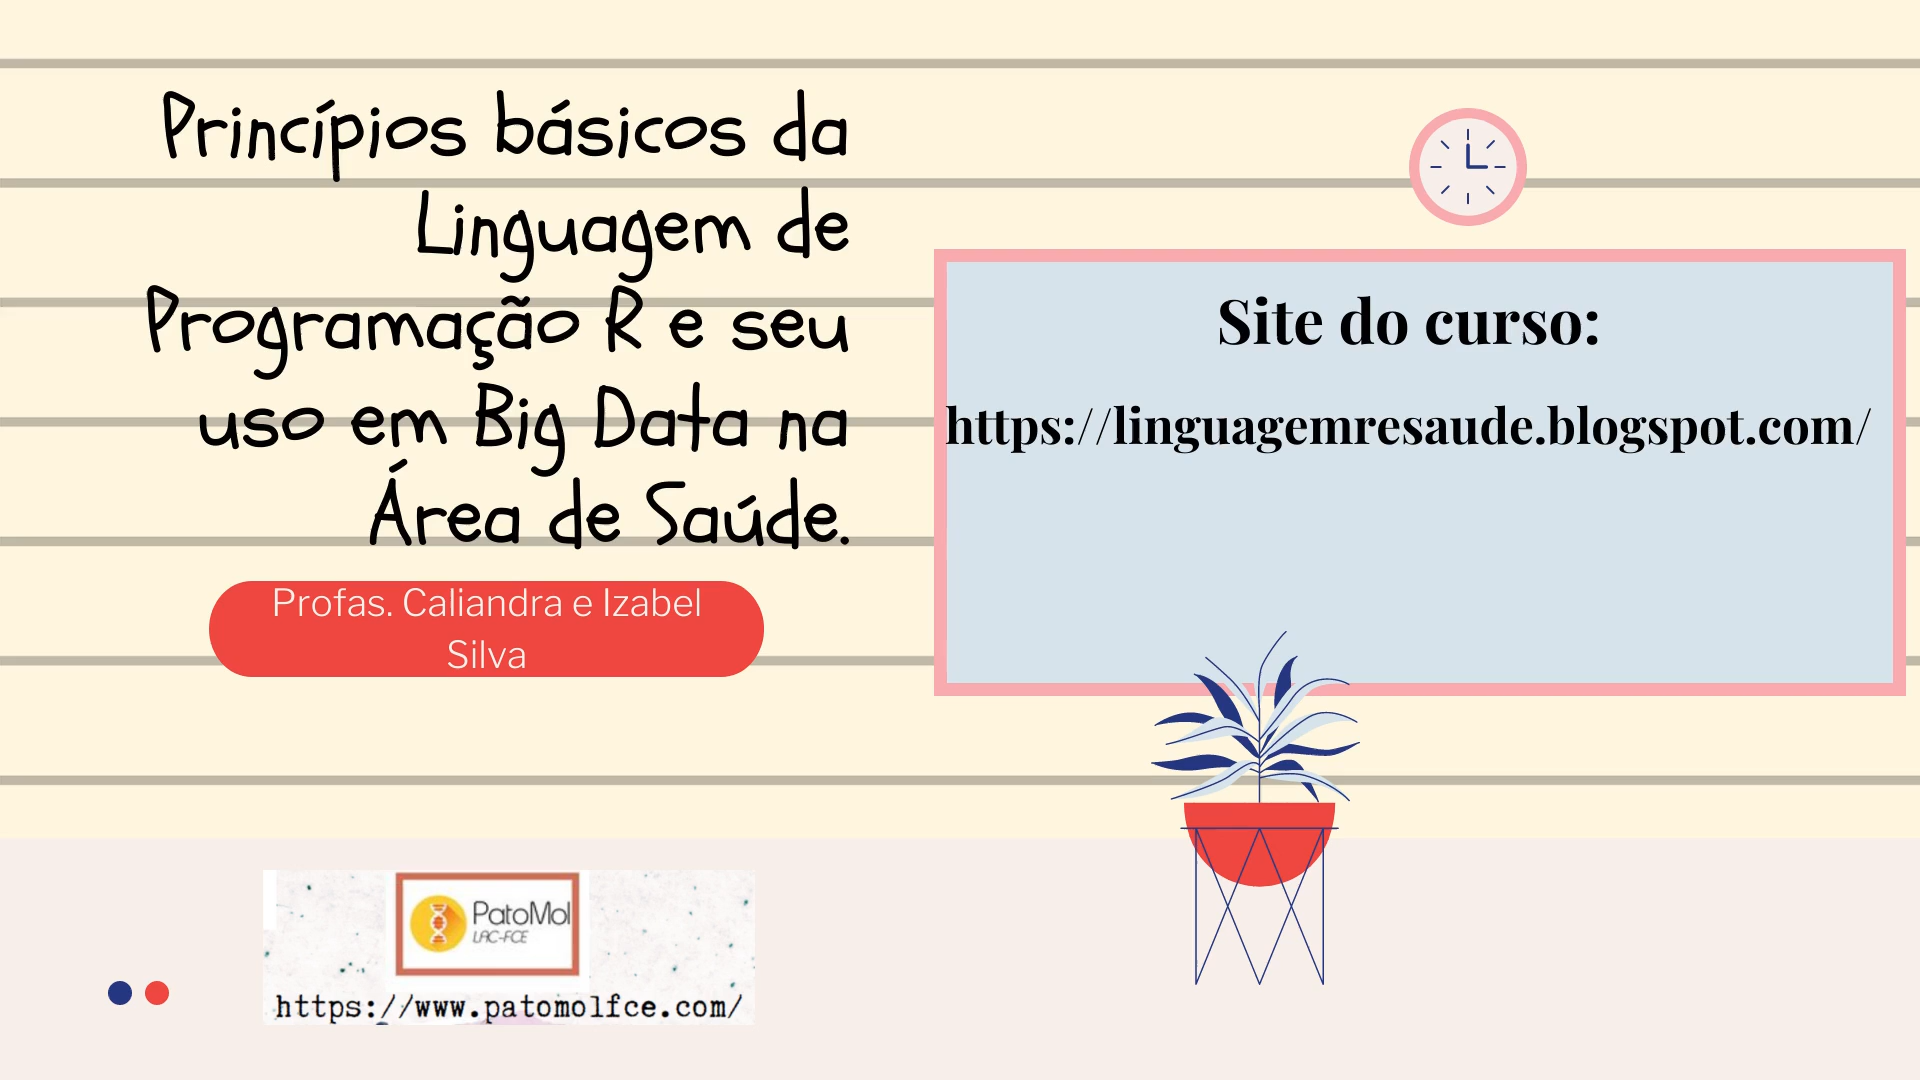 Princípios básicos da
Linguagem de
Programação R e seu
uso em Big Data na
Área de Saúde.
Profas. Caliandra e Izabel
Silva
Site do curso:
https://linguagemresaude.blogspot.com/
PatoMol
LAC-FCE
https://www.patomolfce.com/